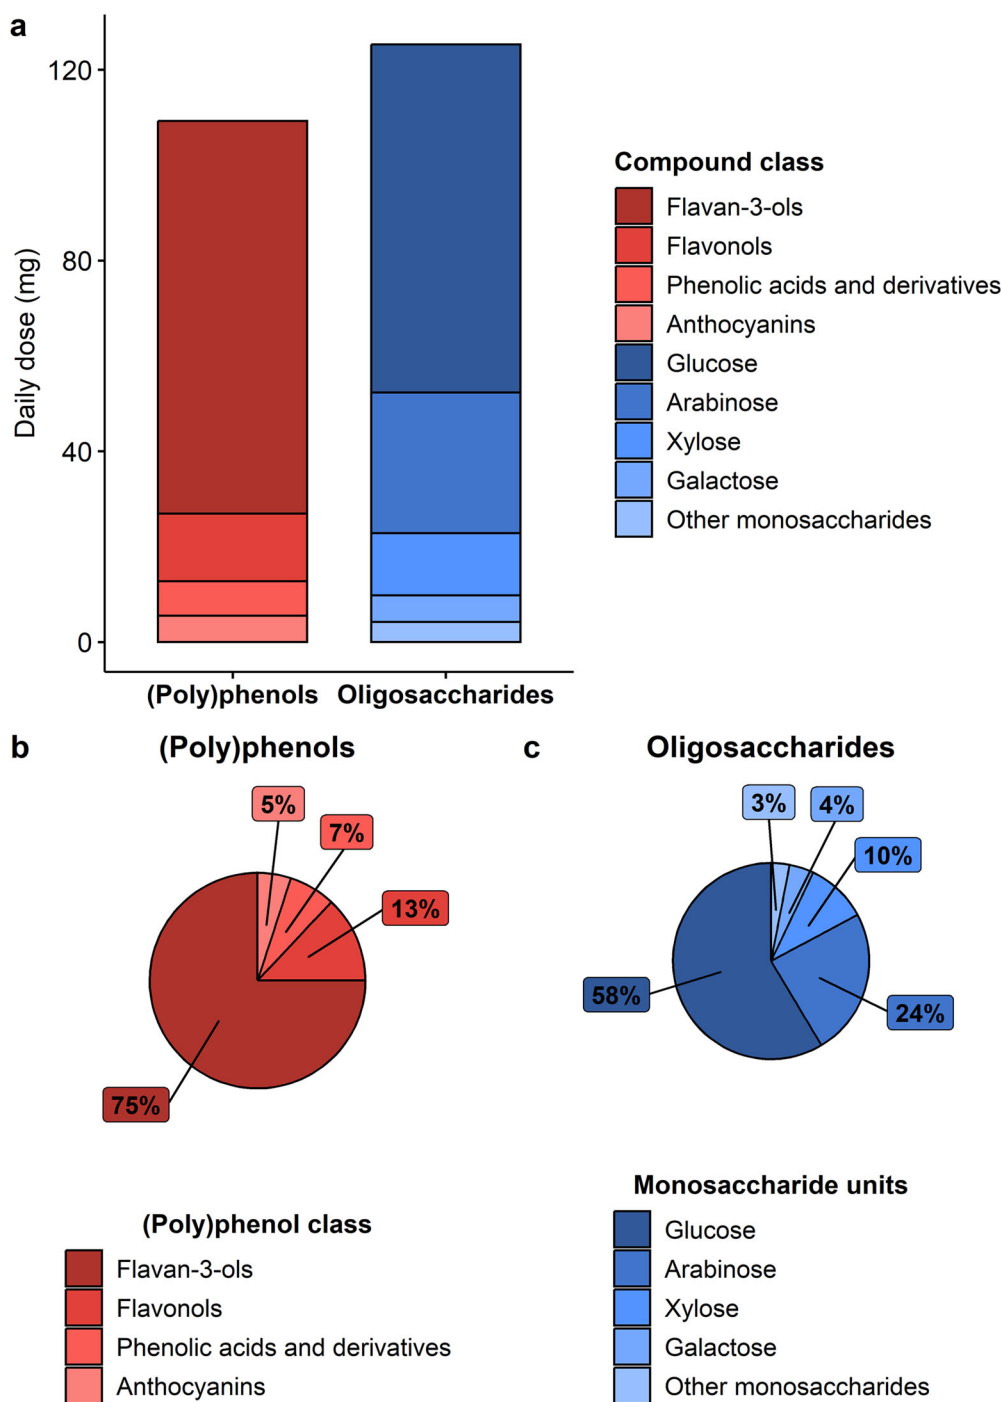 a
120
80
40
0
Daily dose (mg)
(Poly)phenols Oligosaccharides
Compound class
Flavan-3-ols
Flavonols
Phenolic acids and derivatives
Anthocyanins
Glucose
Arabinose
Xylose
Galactose
Other monosaccharides
b (Poly)phenols
5%
7%
13%
75%
(Poly)phenol class
Flavan-3-ols
Flavonols
Phenolic acids and derivatives
Anthocyanins
c Oligosaccharides
3%
4%
10%
58%
24%
Monosaccharide units
Glucose
Arabinose
Xylose
Galactose
Other monosaccharides